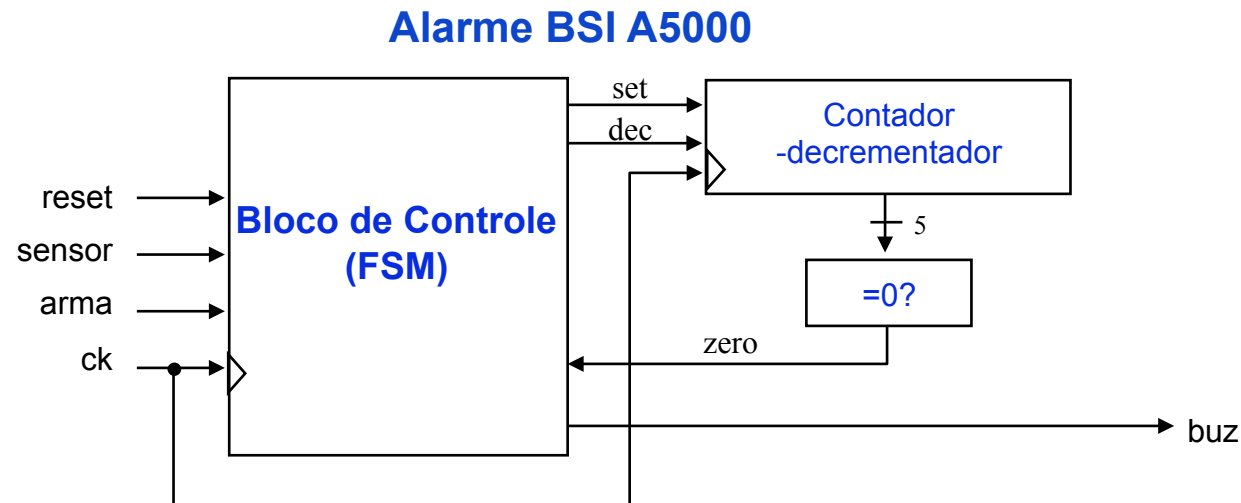 Alarme BSI A5000
set
dec
Contador
-decrementador
reset
sensor
arma
ck
Bloco de Controle
(FSM)
5
=0?
zero
buz